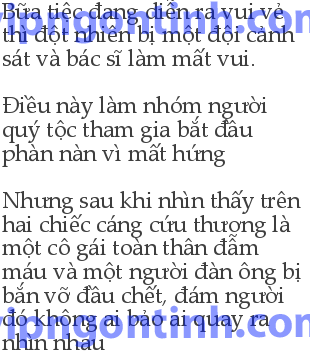 Bữa tiệc đang diễn ra vui vẻ
thì đột nhiên bị một đội cảnh
sát và bác sĩ làm mất vui.
Điều này làm nhóm người
quý tộc tham gia bắt đầu
phàn nàn vì mất hứng
Nhưng sau khi nhìn thấy trên
hai chiếc cáng cứu thương là
một cô gái toàn thân đẫm
máu và một người đàn ông bị
bắn vỡ đầu chết, đám người
đó không ai bảo ai quay ra
nhìn nhau